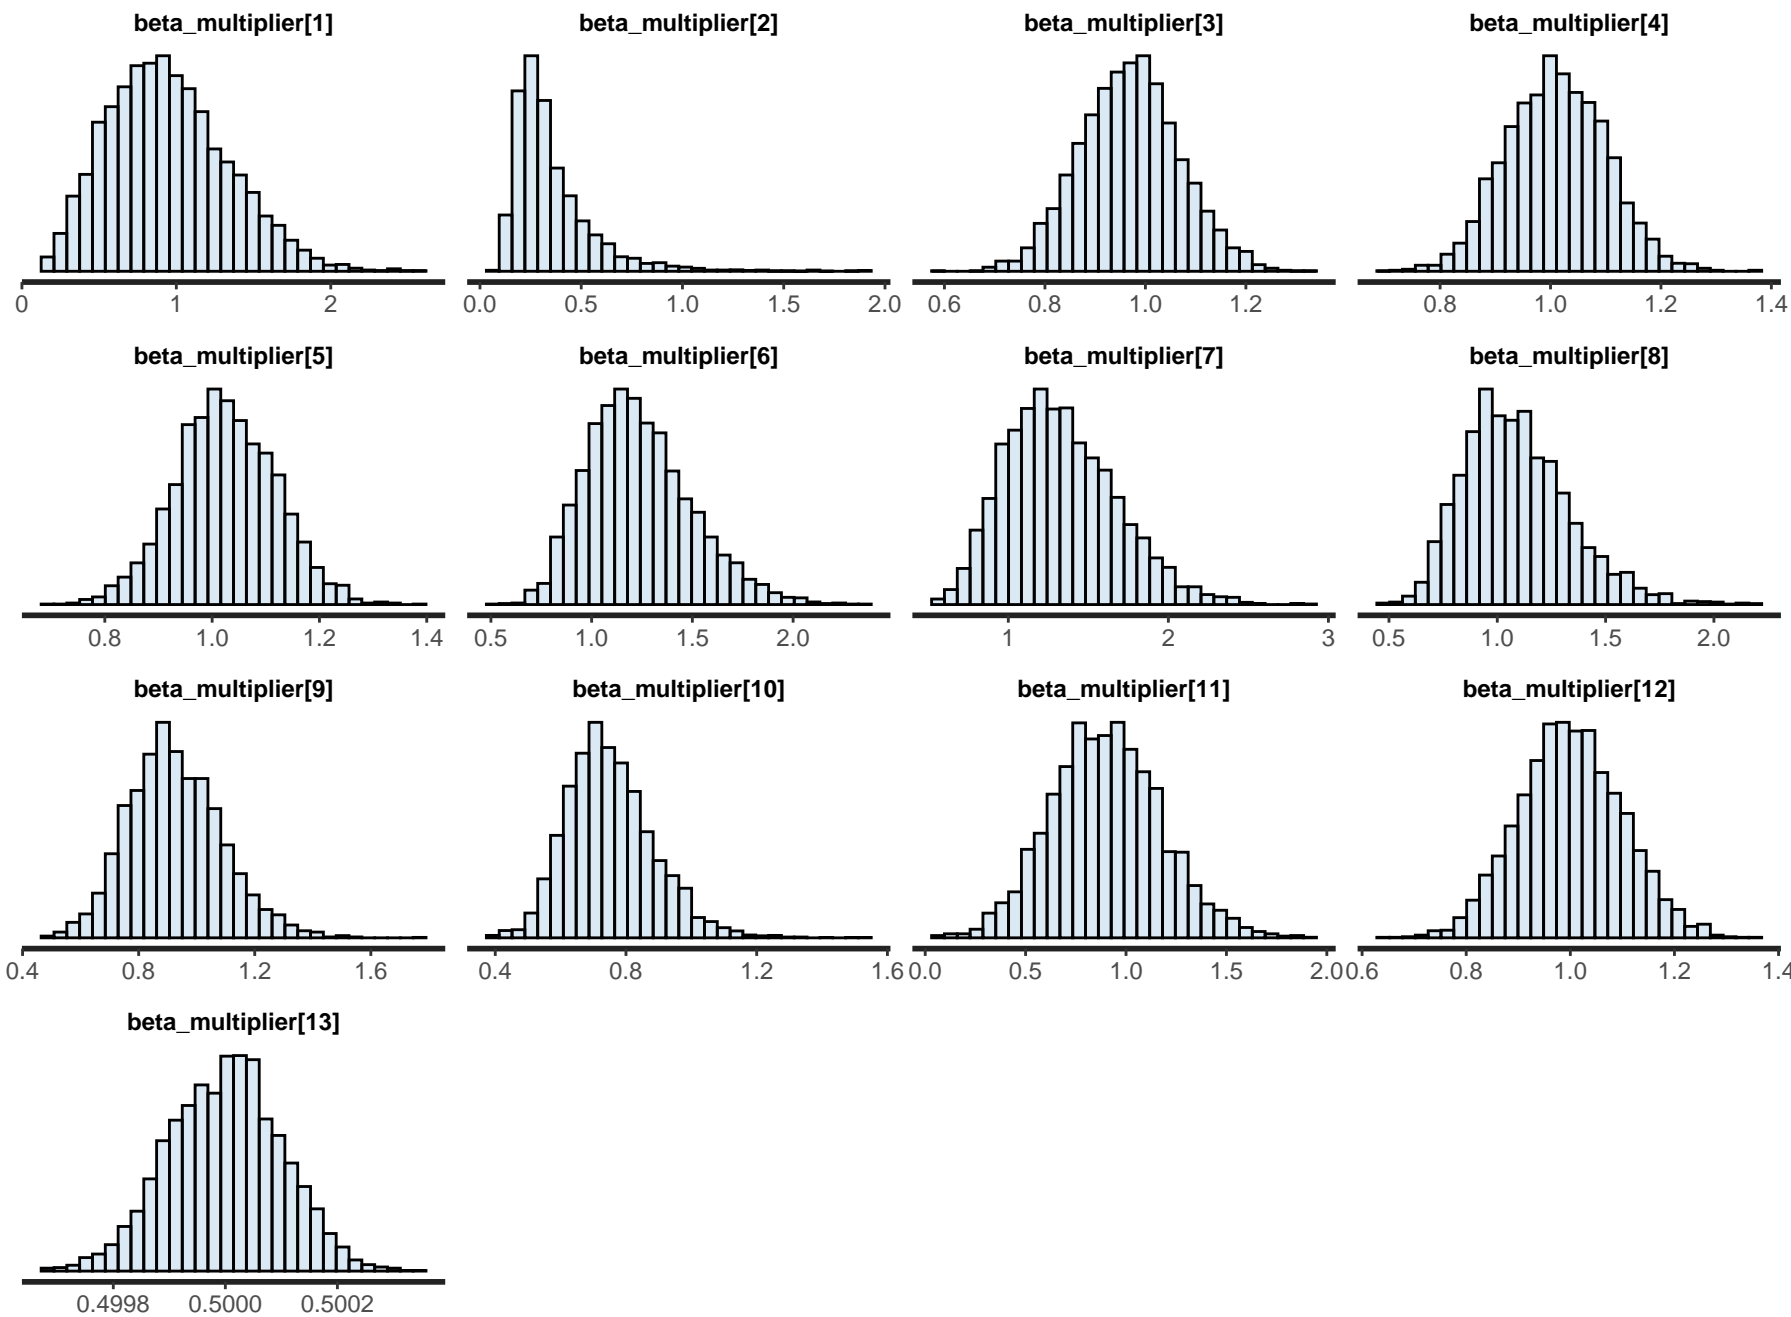 beta_multiplier[1] beta_multiplier[2] beta_multiplier[3] beta_multiplier[4]
0 1 2 0.0 0.5 1.0 1.5 2.0 0.6 0.8 1.0 1.2 0.8 1.0 1.2 1.4
beta_multiplier[5] beta_multiplier[6] beta_multiplier[7] beta_multiplier[8]
0.8 1.0 1.2 1.4 0.5 1.0 1.5 2.0 1 2 3 0.5 1.0 1.5 2.0
beta_multiplier[9] beta_multiplier[10] beta_multiplier[11] beta_multiplier[12]
0.4 0.8 1.2 1.6 0.4 0.8 1.2 1.6 0.0 0.5 1.0 1.5 2.0 0.6 0.8 1.0 1.2 1.4
beta_multiplier[13]
0.4998 0.5000 0.5002